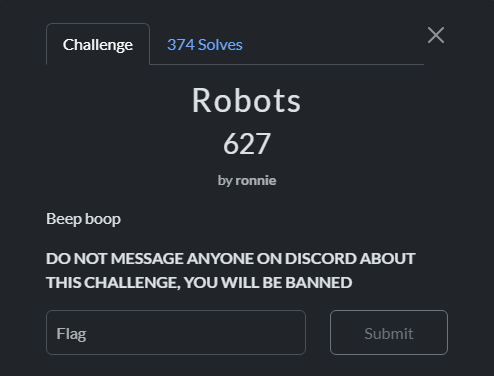 Challenge
374 Solves
Robots
627
by ronnie
Beep boop
DO NOT MESSAGE ANYONE ON DISCORD ABOUT
THIS CHALLENGE, YOU WILL BE BANNED
Flag
Submit